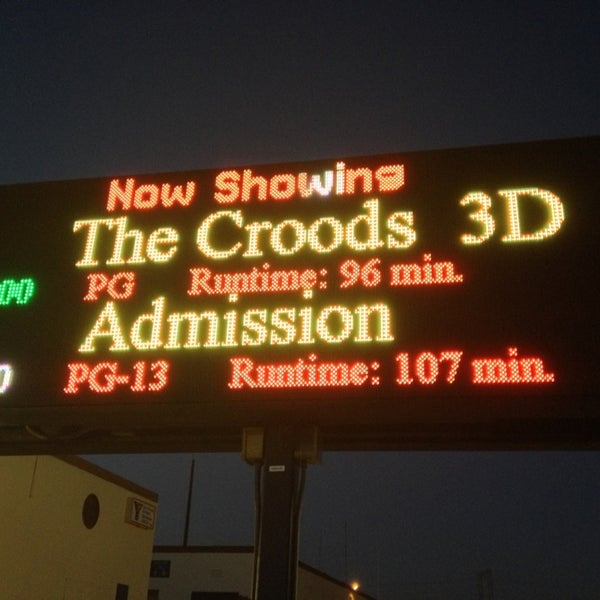 Now Showing
The Croods 3D
PG Runtime: 96 min.
Admission
PG-13 Runtime: 107 min.